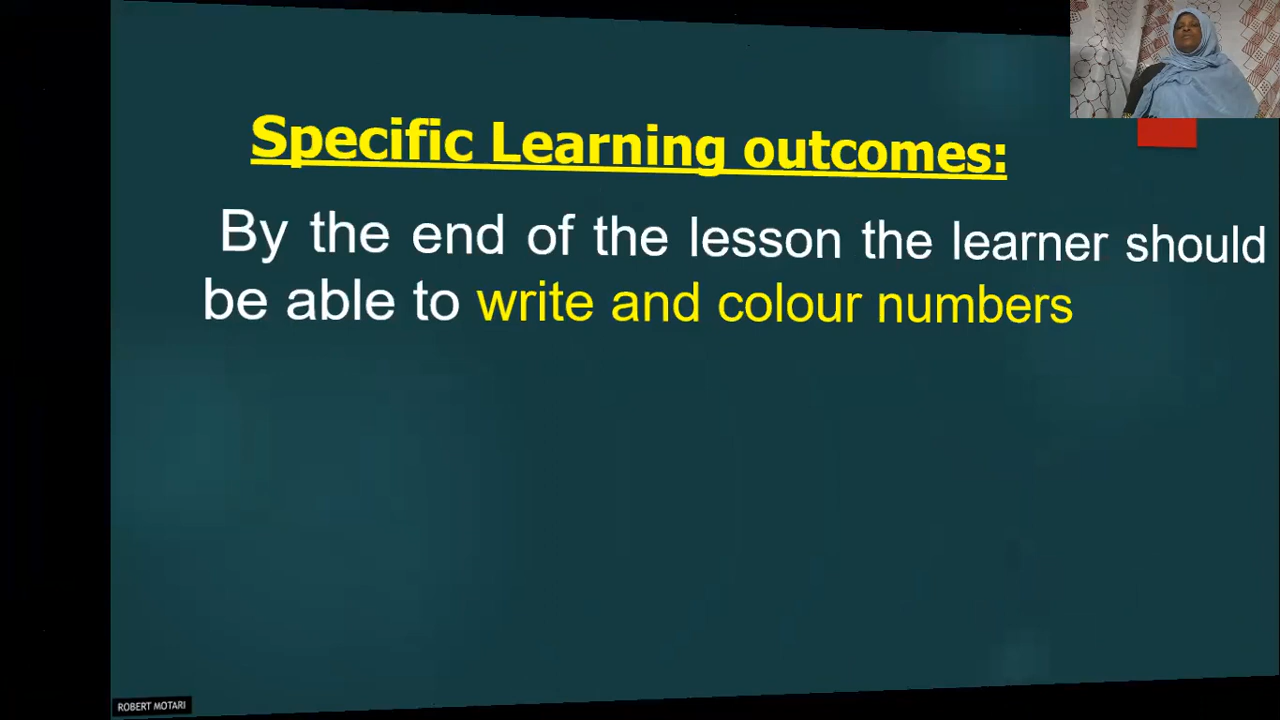 Specific Learning outcomes:
By the end of the lesson the learner should
be able to write and colour numbers
ROBERT MOTARI